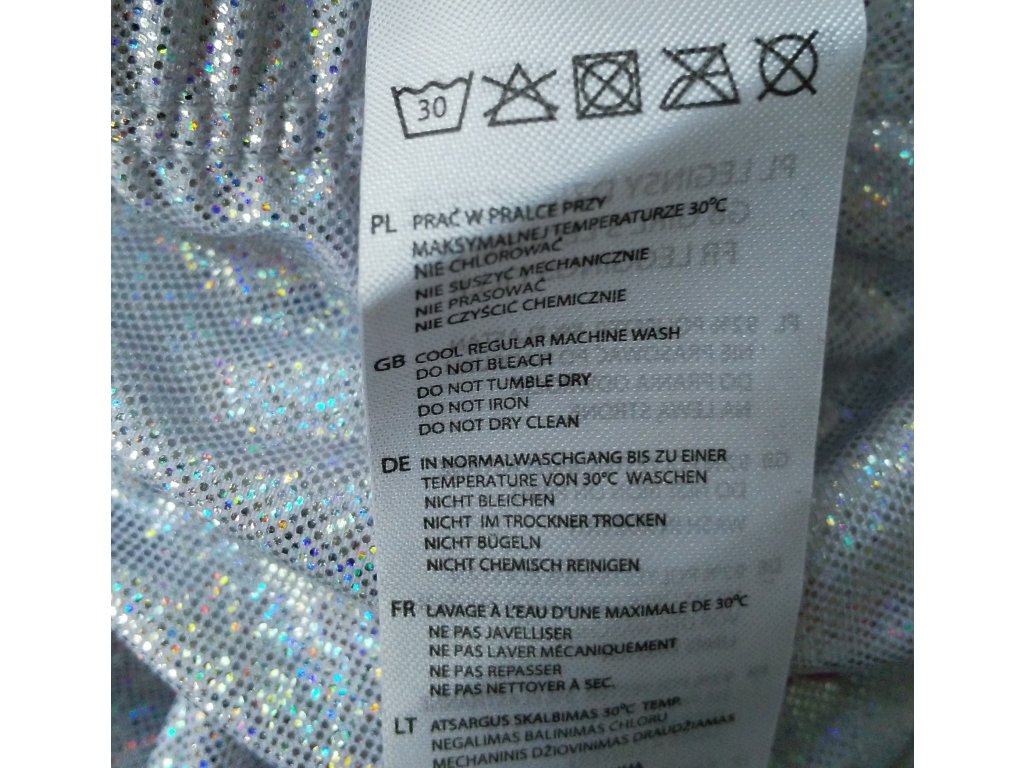 30
PL PRAĆ W PRALCE PRZY
MAKSYMALNEJ TEMPERATURZE 30°C
NIE CHLOROWAĆ
NIE SUSZYĆ MECHANICZNIE
NIE PRASOWAĆ
NIE CZYŚCIĆ CHEMICZNIE
GB COOL REGULAR MACHINE WASH
DO NOT BLEACH
DO NOT TUMBLE DRY
DO NOT IRON
DO NOT DRY CLEAN
DE IN NORMALWASCHGANG BIS ZU EINER
TEMPERATURE VON 30°C WASCHEN
NICHT BLEICHEN
NICHT IM TROCKNER TROCKEN
NICHT BÜGELN
NICHT CHEMISCH REINIGEN
FR LAVAGE À L'EAU D'UNE MAXIMALE DE 30°C
NE PAS JAVELLISER
NE PAS LAVER MÉCANIQUEMENT
NE PAS REPASSER
NE PAS NETTOYER À SEC.
LT ATSARGUS SKALBIMAS 30°C TEMP.
NEGALIMAS BALINIMAS CHLORU
MECHANINIS DŽIOVINIMAS DRAUDŽIAMAS